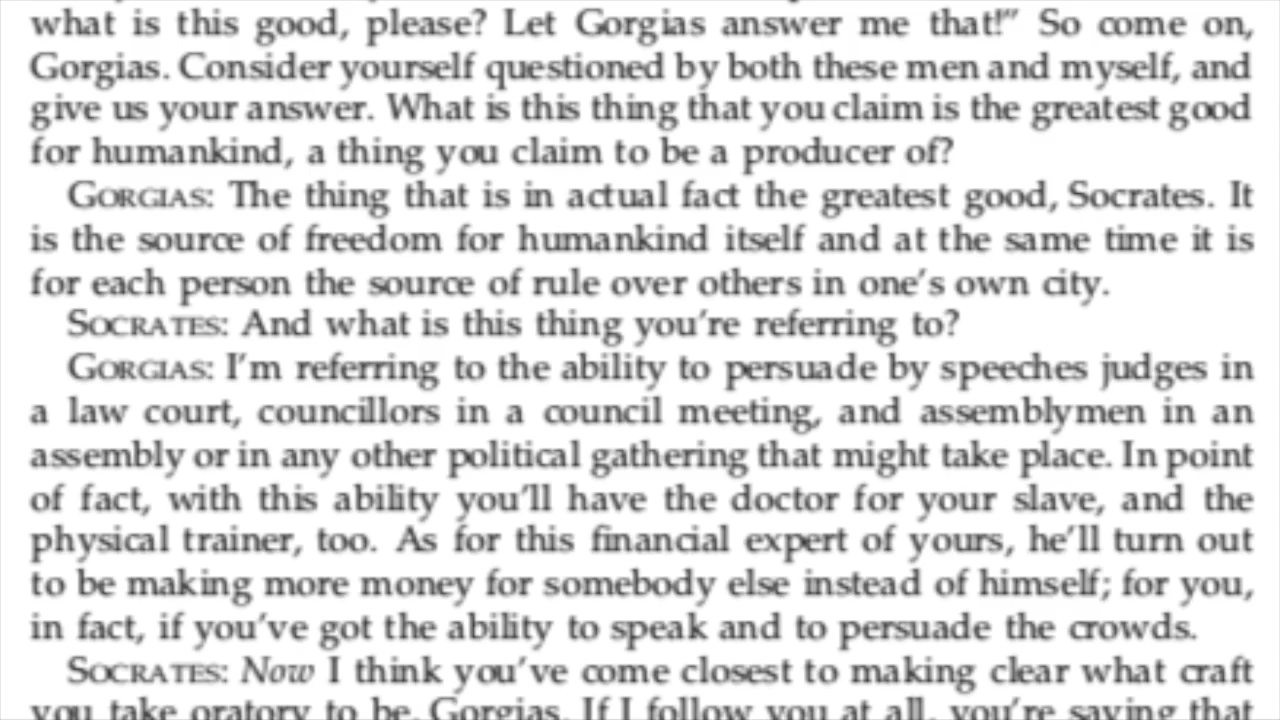 what is this good, please? Let Gorgias answer me that!” So come on,
Gorgias. Consider yourself questioned by both these men and myself, and
give us your answer. What is this thing that you claim is the greatest good
for humankind, a thing you claim to be a producer of?
GORGIAS: The thing that is in actual fact the greatest good, Socrates. It
is the source of freedom for humankind itself and at the same time it is
for each person the source of rule over others in one’s own city.
SOCRATES: And what is this thing you’re referring to?
GORGIAS: I’m referring to the ability to persuade by speeches judges in
a law court, councillors in a council meeting, and assemblymen in an
assembly or in any other political gathering that might take place. In point
of fact, with this ability you’ll have the doctor for your slave, and the
physical trainer, too. As for this financial expert of yours, he’ll turn out
to be making more money for somebody else instead of himself; for you,
in fact, if you’ve got the ability to speak and to persuade the crowds.
SOCRATES: Now I think you’ve come closest to making clear what craft
you take oratory to be, Gorgias. If I follow you at all, you’re saying that